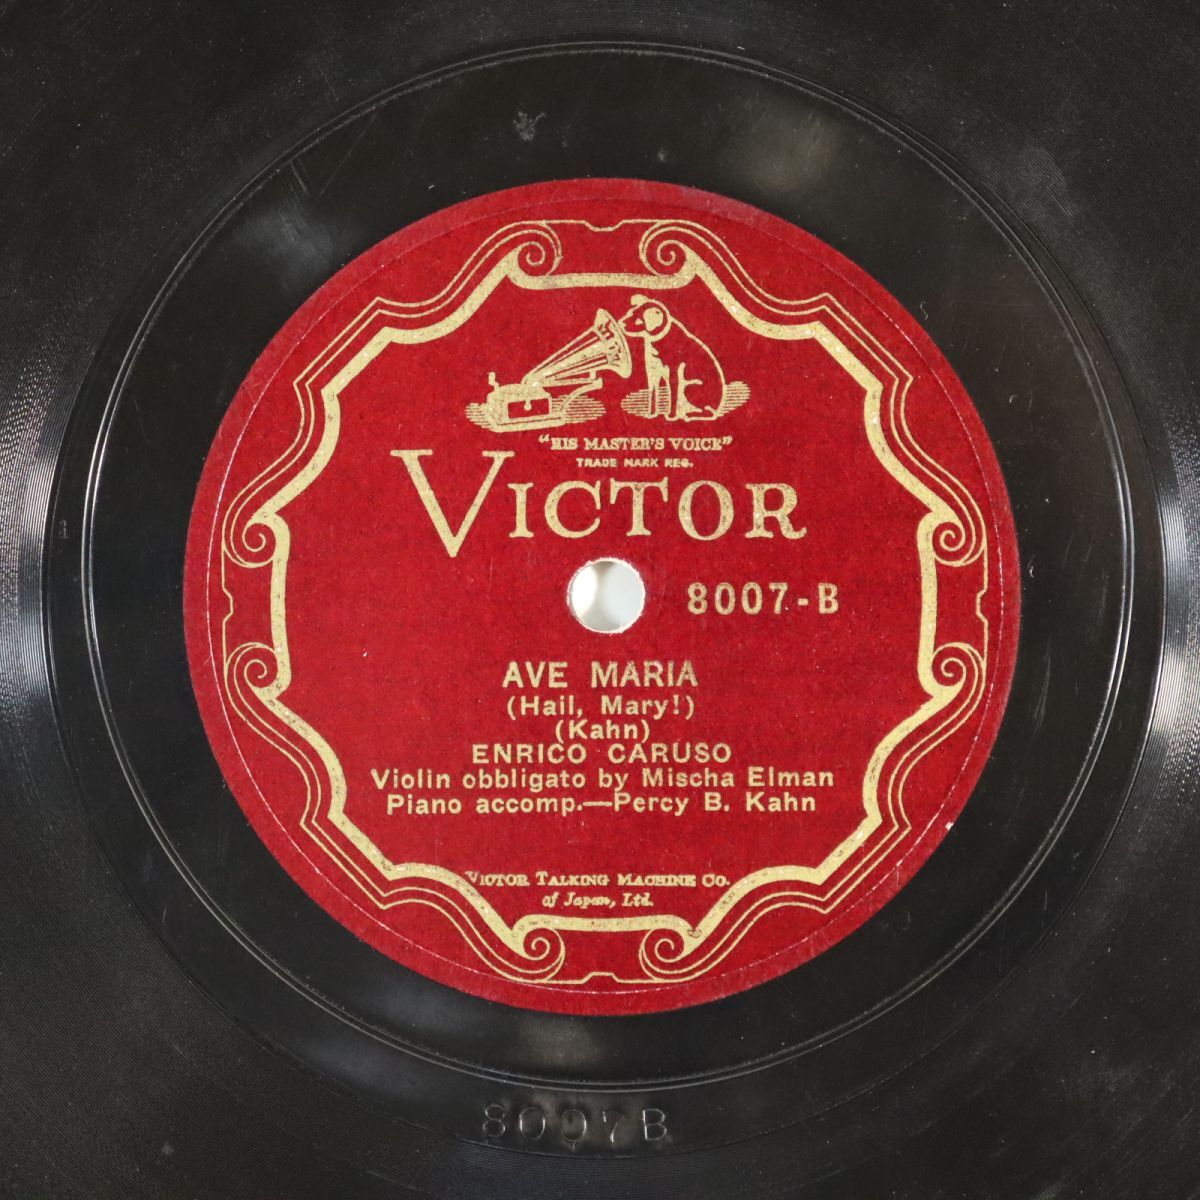 "HIS MASTER'S VOICE"
TRADE MARK REG.
VICTOR
8007-B
AVE MARIA
(Hail, Mary!)
(Kahn)
ENRICO CARUSO
Violin obbligato by Mischa Elman
Piano accomp.—Percy B. Kahn
VICTOR TALKING MACHINE CO.
of Japan, Ltd.
8007B